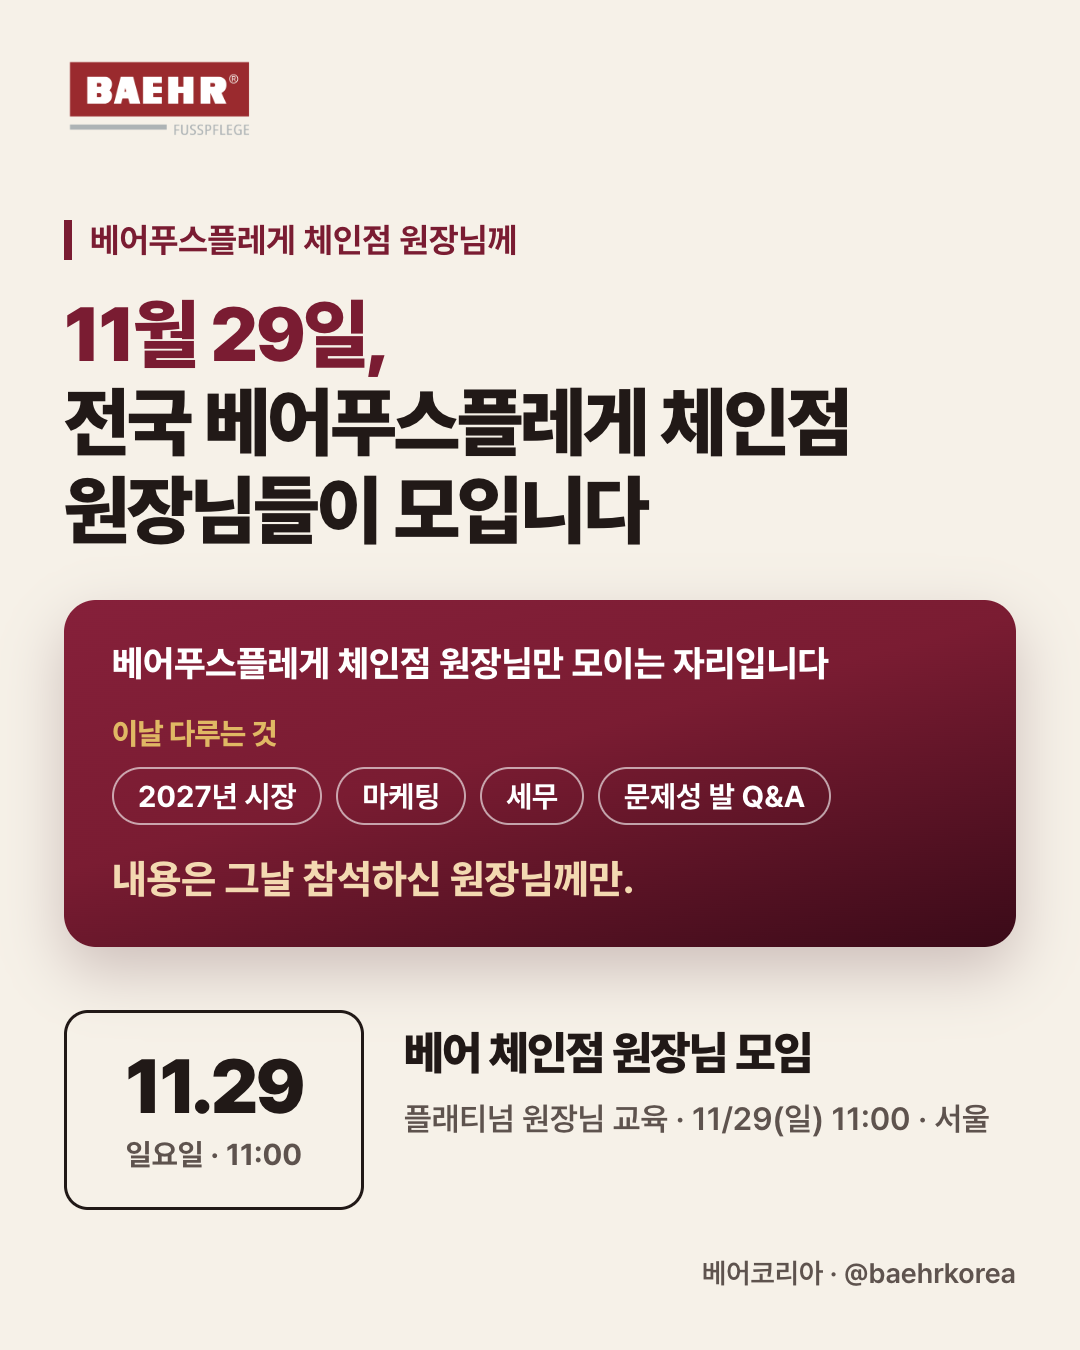 BAEHR®
FUSSPFLEGE
베어푸스플레게 체인점 원장님께
11월 29일,
전국 베어푸스플레게 체인점
원장님들이 모입니다
베어푸스플레게 체인점 원장님만 모이는 자리입니다
이날 다루는 것
2027년 시장 마케팅 세무 문제성 발 Q&A
내용은 그날 참석하신 원장님께만.
11.29
일요일 · 11:00
베어 체인점 원장님 모임
플래티넘 원장님 교육 · 11/29(일) 11:00 · 서울
베어코리아 · @baehrkorea